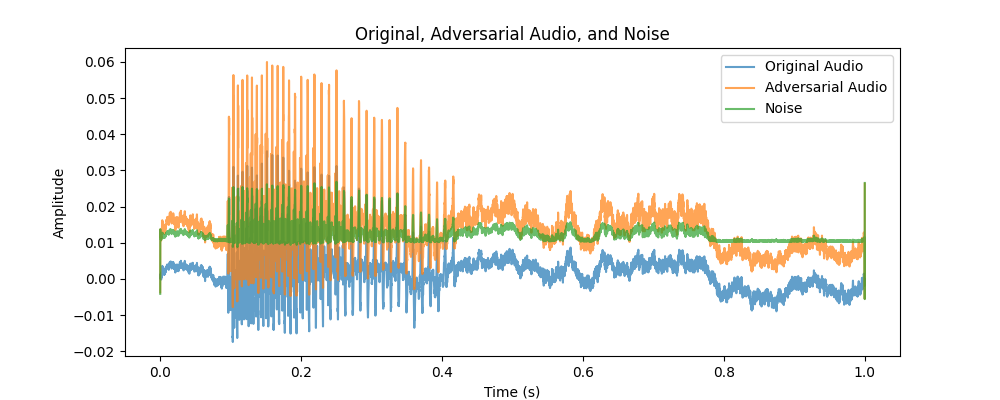 Original, Adversarial Audio, and Noise
Original Audio
Adversarial Audio
Noise
Amplitude
0.06
0.05
0.04
0.03
0.02
0.01
0.00
−0.01
−0.02
0.0 0.2 0.4 0.6 0.8 1.0
Time (s)